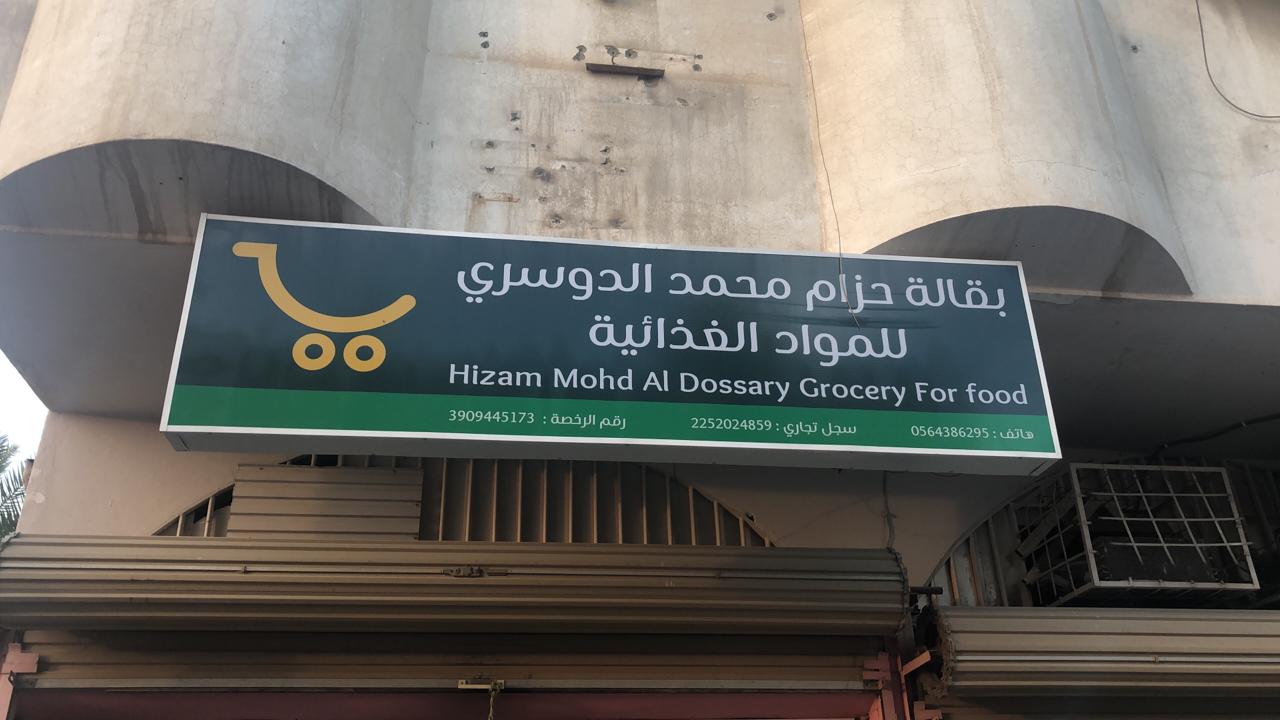 بقالة حزام محمد الدوسري
للمواد الغذائية
Hizam Mohd Al Dossary Grocery For food
هاتف : 0564386295 سجل تجاري : 2252024859 رقم الرخصة : 3909445173